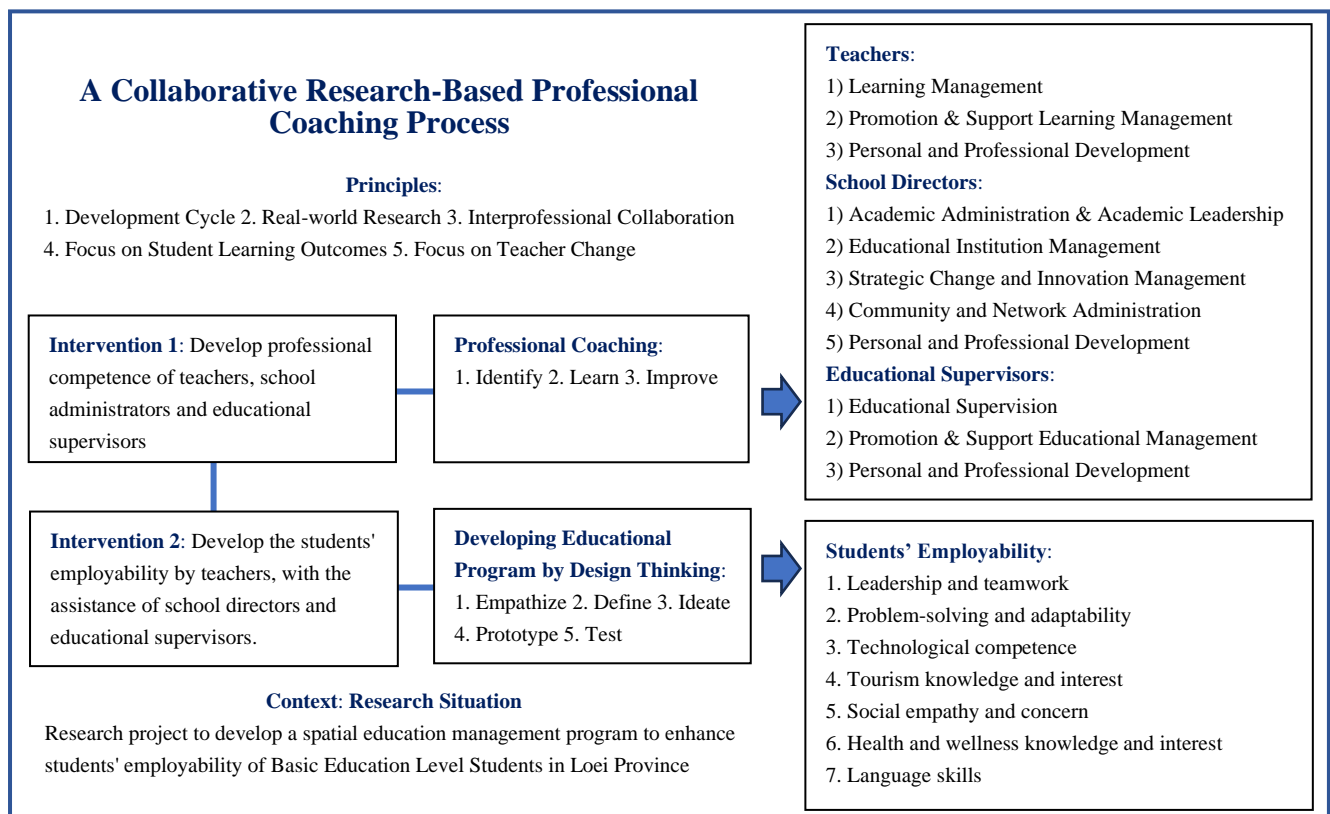 A Collaborative Research-Based Professional
Coaching Process
Principles:
1. Development Cycle 2. Real-world Research 3. Interprofessional Collaboration
4. Focus on Student Learning Outcomes 5. Focus on Teacher Change
Intervention 1: Develop professional
competence of teachers, school
administrators and educational
supervisors
Professional Coaching:
1. Identify 2. Learn 3. Improve
Teachers:
1) Learning Management
2) Promotion & Support Learning Management
3) Personal and Professional Development
School Directors:
1) Academic Administration & Academic Leadership
2) Educational Institution Management
3) Strategic Change and Innovation Management
4) Community and Network Administration
5) Personal and Professional Development
Educational Supervisors:
1) Educational Supervision
2) Promotion & Support Educational Management
3) Personal and Professional Development
Intervention 2: Develop the students'
employability by teachers, with the
assistance of school directors and
educational supervisors.
Developing Educational
Program by Design Thinking:
1. Empathize 2. Define 3. Ideate
4. Prototype 5. Test
Students’ Employability:
1. Leadership and teamwork
2. Problem-solving and adaptability
3. Technological competence
4. Tourism knowledge and interest
5. Social empathy and concern
6. Health and wellness knowledge and interest
7. Language skills
Context: Research Situation
Research project to develop a spatial education management program to enhance
students' employability of Basic Education Level Students in Loei Province